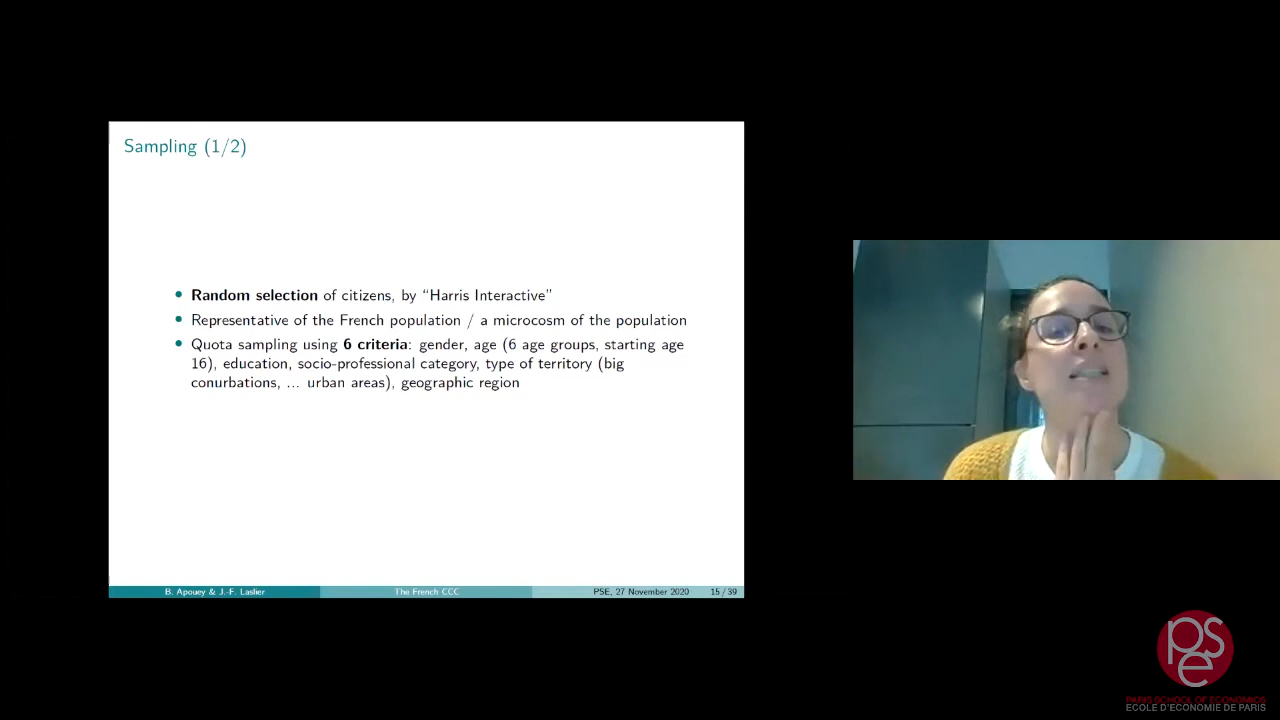 Sampling (1/2)
• Random selection of citizens, by “Harris Interactive”
• Representative of the French population / a microcosm of the population
• Quota sampling using 6 criteria: gender, age (6 age groups, starting age
16), education, socio-professional category, type of territory (big
conurbations, ... urban areas), geographic region
B. Apouey & J.-F. Laslier
The French CCC
PSE, 27 November 2020
15 / 39
pse
PARIS SCHOOL OF ECONOMICS
ECOLE D'ECONOMIE DE PARIS